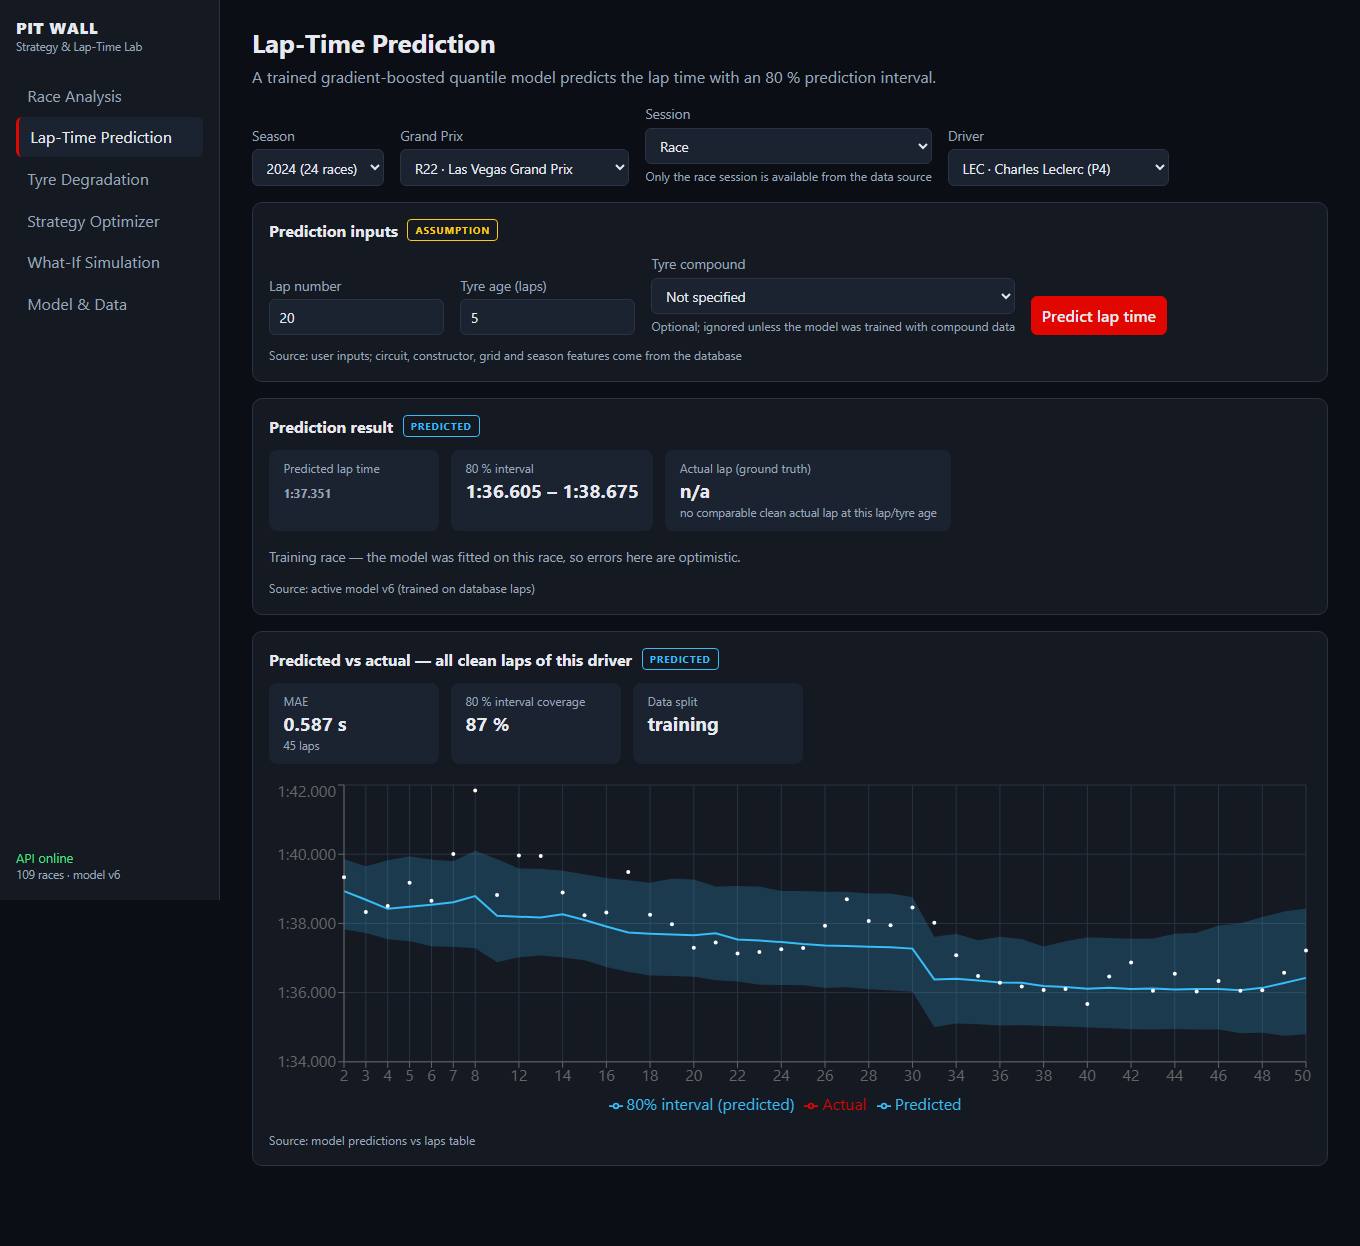 PIT WALL
Strategy & Lap-Time Lab
Race Analysis
Lap-Time Prediction
Tyre Degradation
Strategy Optimizer
What-If Simulation
Model & Data
API online
109 races · model v6
Lap-Time Prediction
A trained gradient-boosted quantile model predicts the lap time with an 80 % prediction interval.
Season
2024 (24 races)
Grand Prix
R22 · Las Vegas Grand Prix
Session
Race
Only the race session is available from the data source
Driver
LEC · Charles Leclerc (P4)
Prediction inputs ASSUMPTION
Lap number
20
Tyre age (laps)
5
Tyre compound
Not specified
Optional; ignored unless the model was trained with compound data
Predict lap time
Source: user inputs; circuit, constructor, grid and season features come from the database
Prediction result PREDICTED
Predicted lap time
1:37.351
80 % interval
1:36.605 – 1:38.675
Actual lap (ground truth)
n/a
no comparable clean actual lap at this lap/tyre age
Training race — the model was fitted on this race, so errors here are optimistic.
Source: active model v6 (trained on database laps)
Predicted vs actual — all clean laps of this driver PREDICTED
MAE
0.587 s
45 laps
80 % interval coverage
87 %
Data split
training
1:42.000
1:40.000
1:38.000
1:36.000
1:34.000
2 3 4 5 6 7 8 12 14 16 18 20 22 24 26 28 30 34 36 38 40 42 44 46 48 50
80% interval (predicted) Actual Predicted
Source: model predictions vs laps table